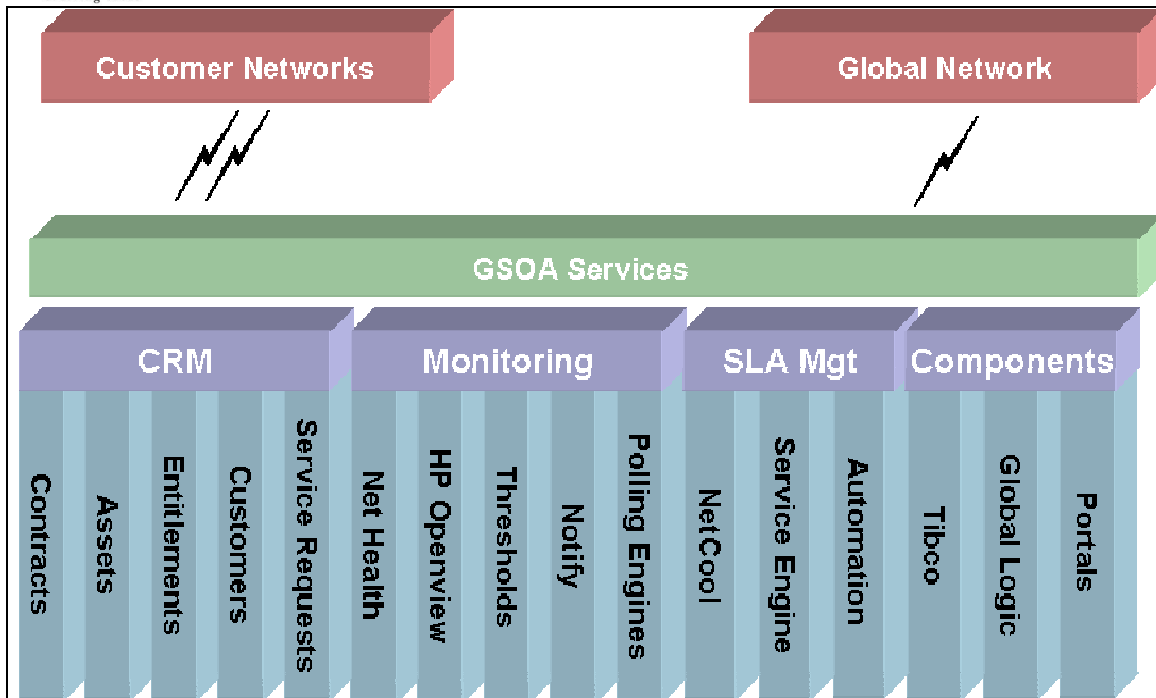 Customer Networks
Global Network
GSOA Services
CRM
Monitoring
SLA Mgt
Components
Contracts
Assets
Entitlements
Customers
Service Requests
Net Health
HP Openview
Thresholds
Notify
Polling Engines
NetCool
Service Engine
Automation
Tibco
Global Logic
Portals